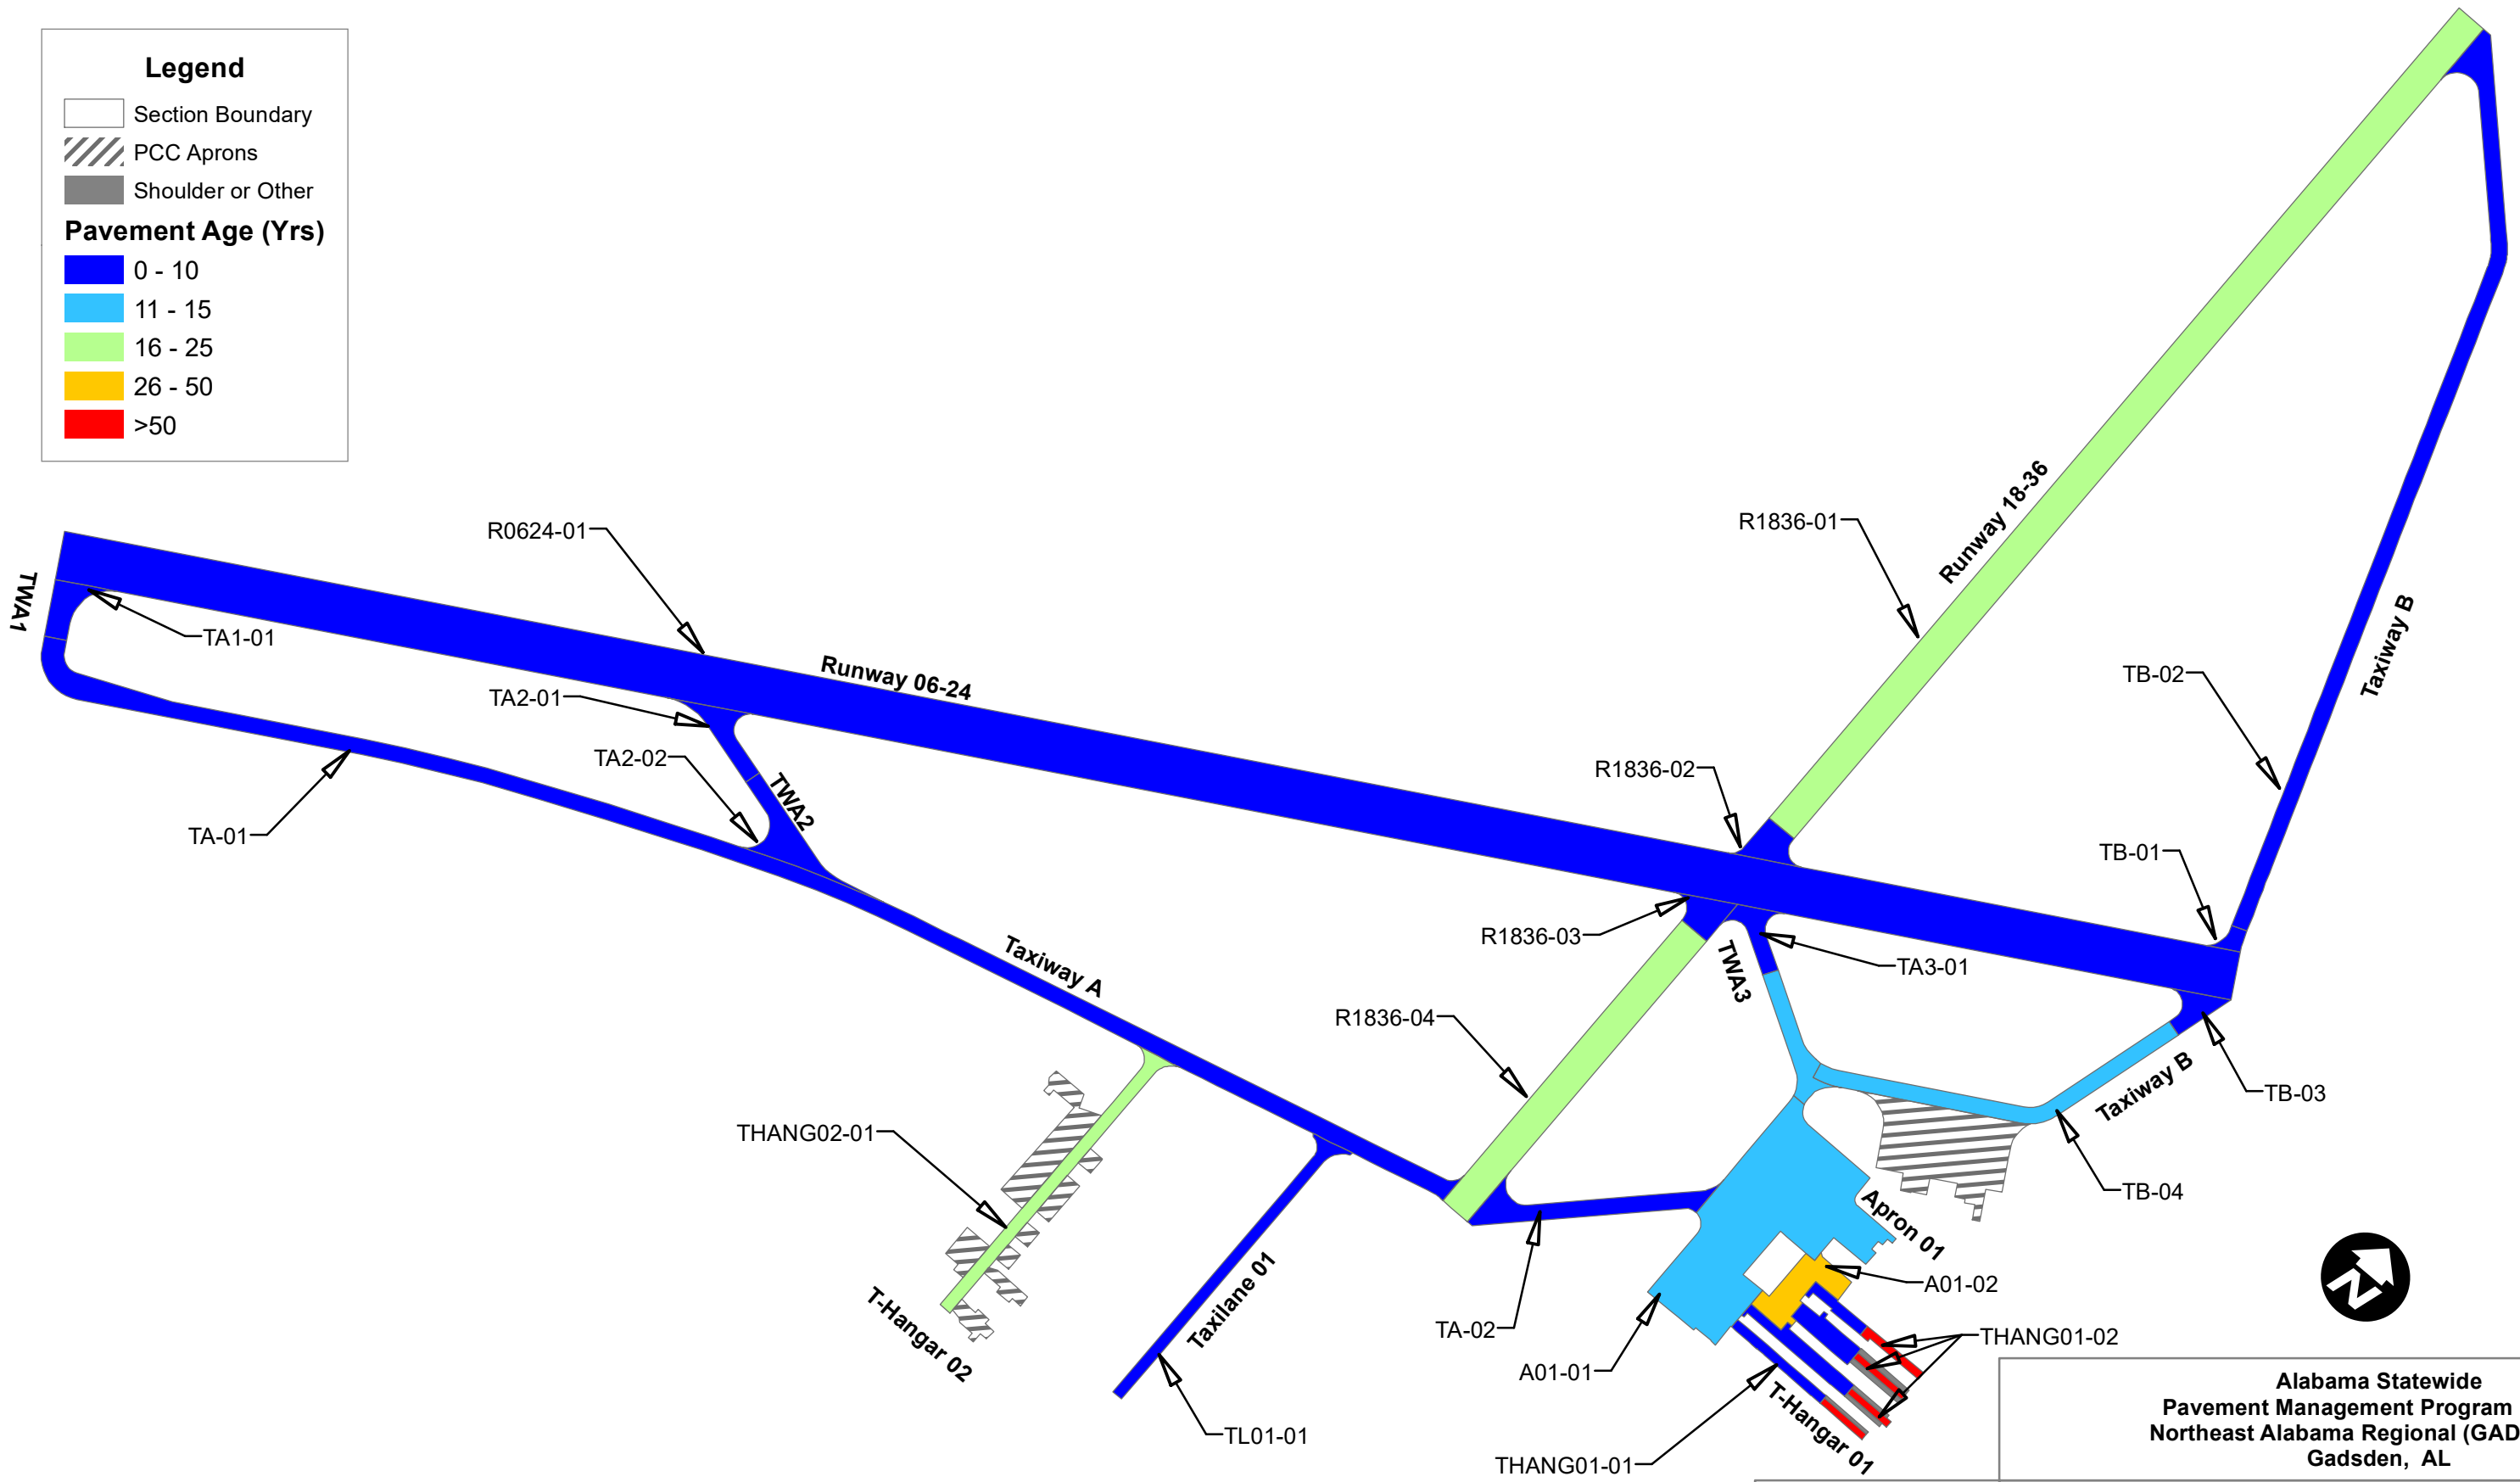 Legend
Section Boundary
PCC Aprons
Shoulder or Other
Pavement Age (Yrs)
0 - 10
11 - 15
16 - 25
26 - 50
>50
R0624-01
R1836-01
Runway 18-36
TWA1
TA1-01
Runway 06-24
TA2-01
TA2-02
TWA2
TA-01
Taxiway B
TB-02
R1836-02
TB-01
R1836-03
TA3-01
TWA3
Taxiway A
R1836-04
TB-03
Taxiway B
THANG02-01
TB-04
Apron 01
A01-02
T-Hangar 02
Taxilane 01
TA-02
THANG01-02
A01-01
T-Hangar 01
TL01-01
THANG01-01
N
Alabama Statewide
Pavement Management Program
Northeast Alabama Regional (GAD
Gadsden, AL